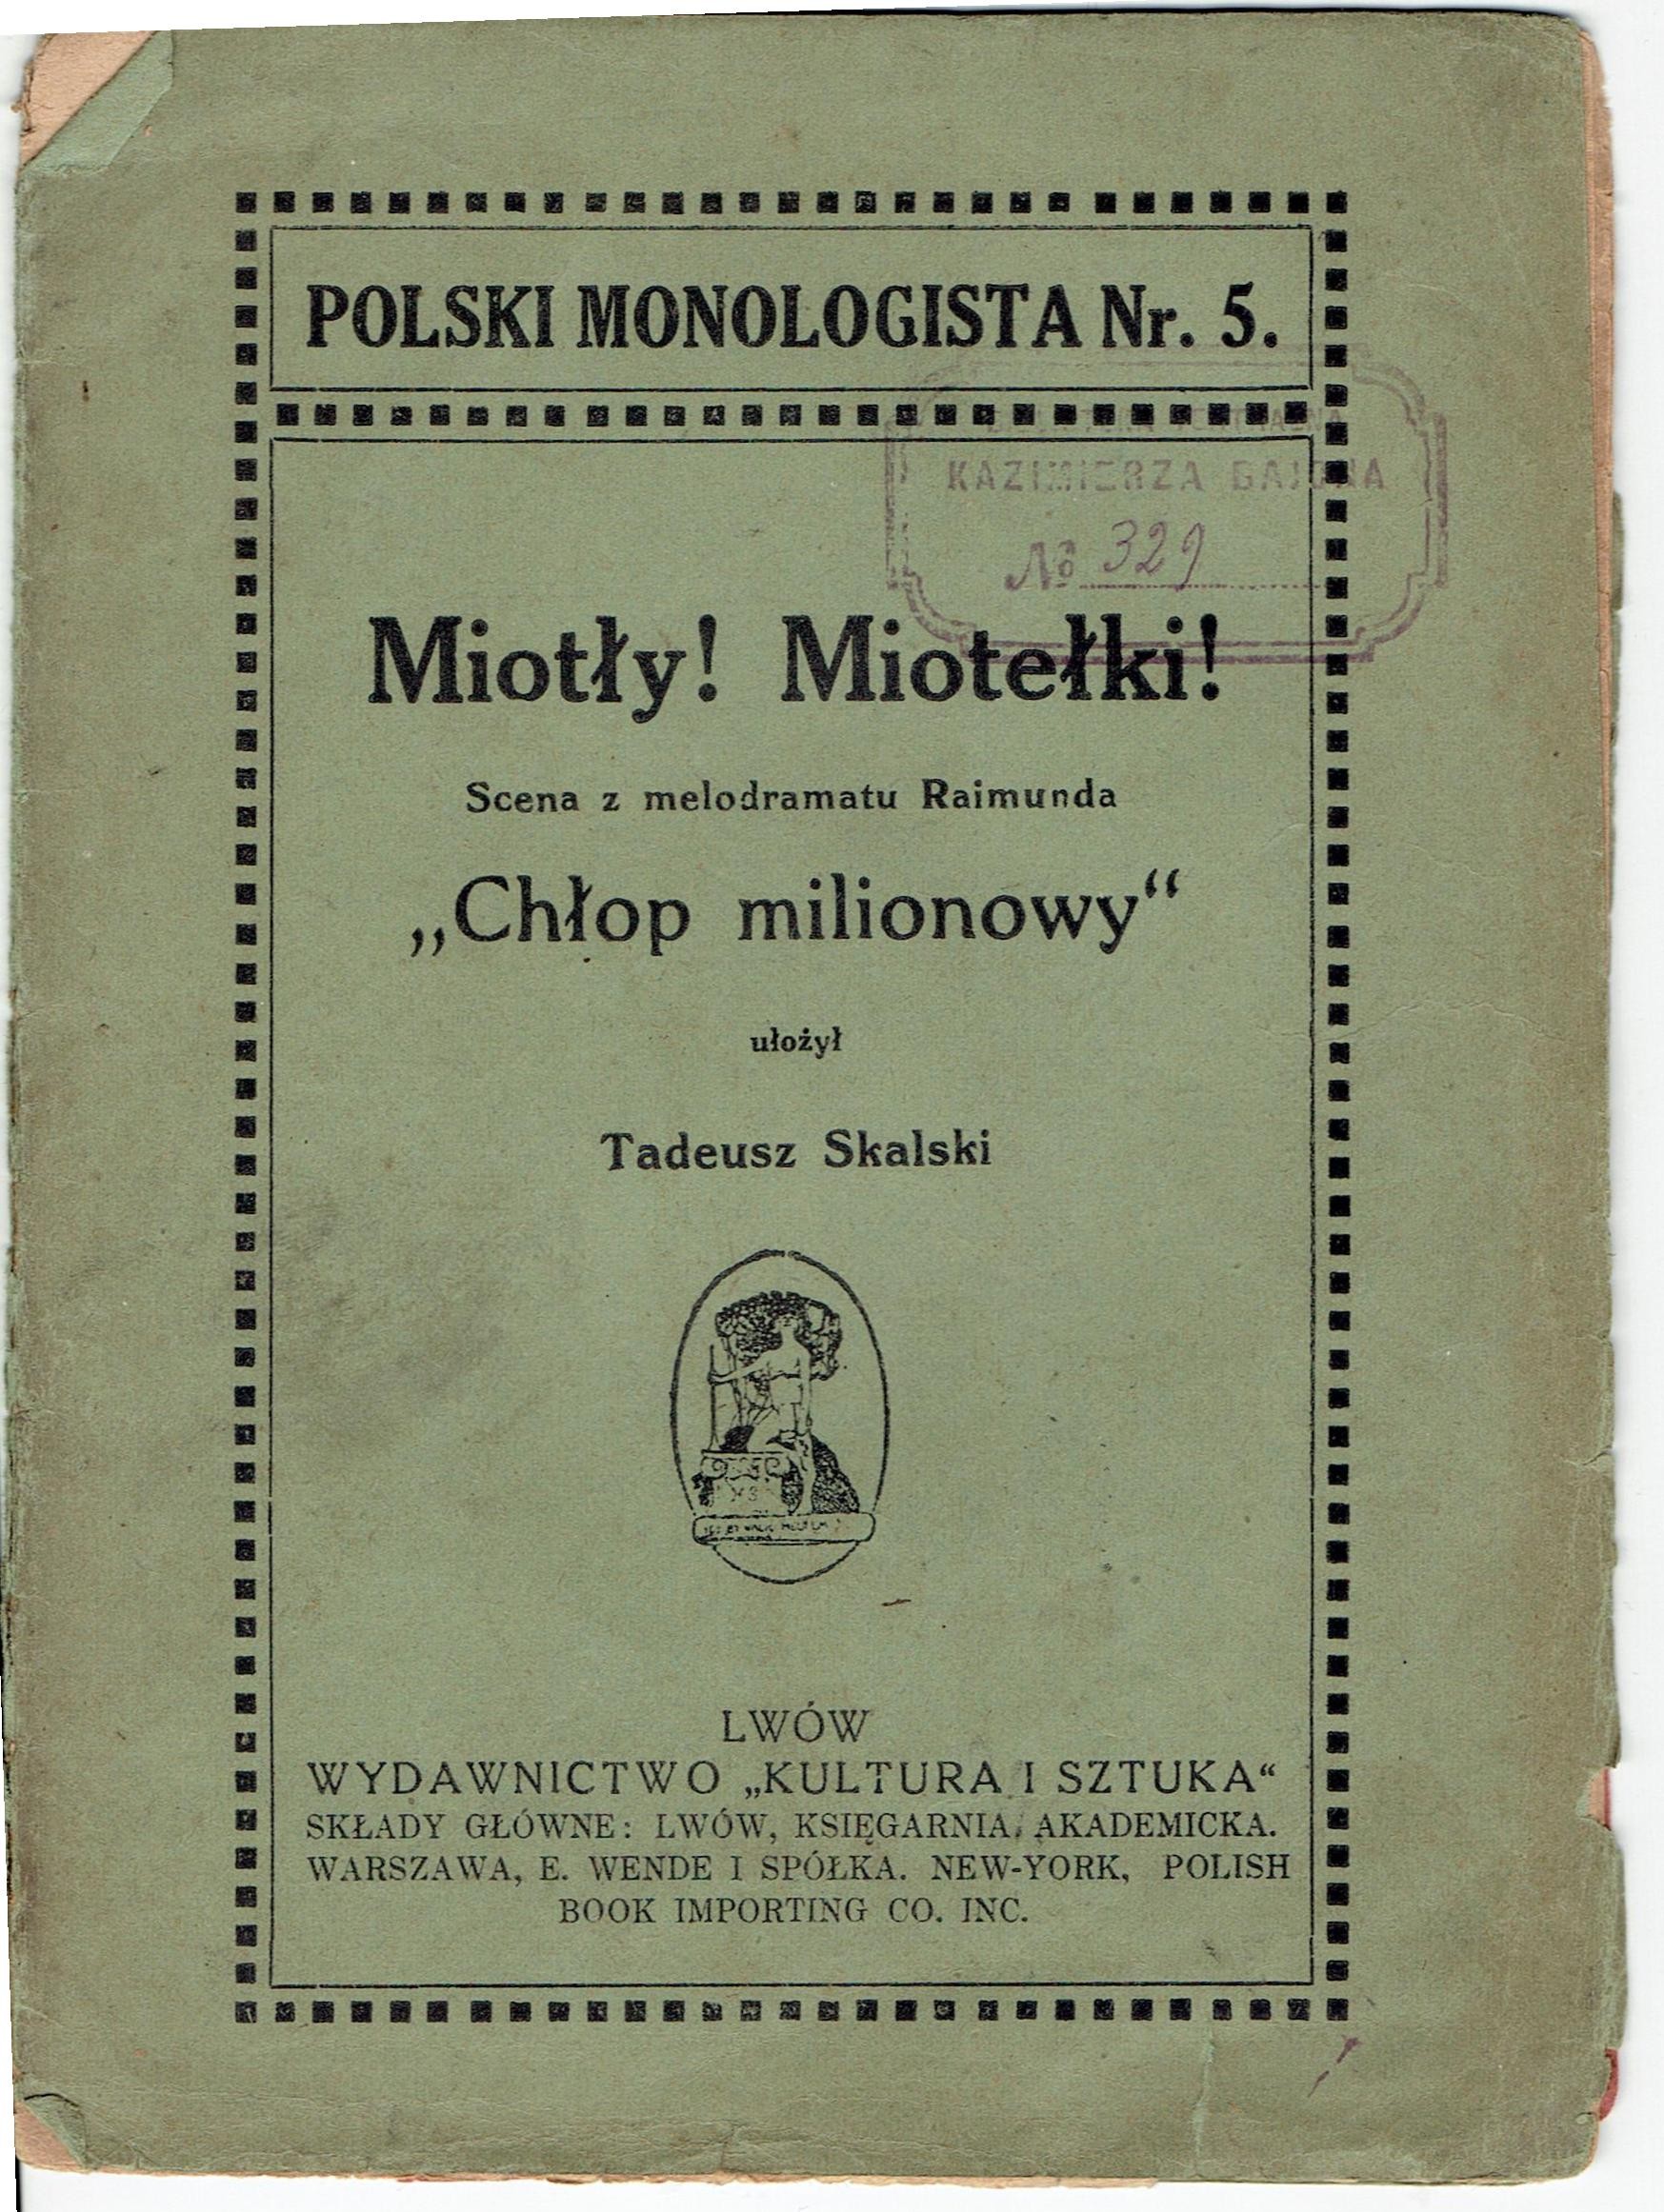 POLSKI MONOLOGISTA Nr. 5.
KAZIMIERZA
№ 329
Miotły! Miotełki!
Scena z melodramatu Raimunda
„Chłop milionowy“
ułożył
Tadeusz Skalski
LWÓW
WYDAWNICTWO „KULTURA I SZTUKA“
SKŁADY GŁÓWNE: LWÓW, KSIĘGARNIA AKADEMICKA.
WARSZAWA, E. WENDE I SPÓŁKA. NEW-YORK, POLISH
BOOK IMPORTING CO. INC.